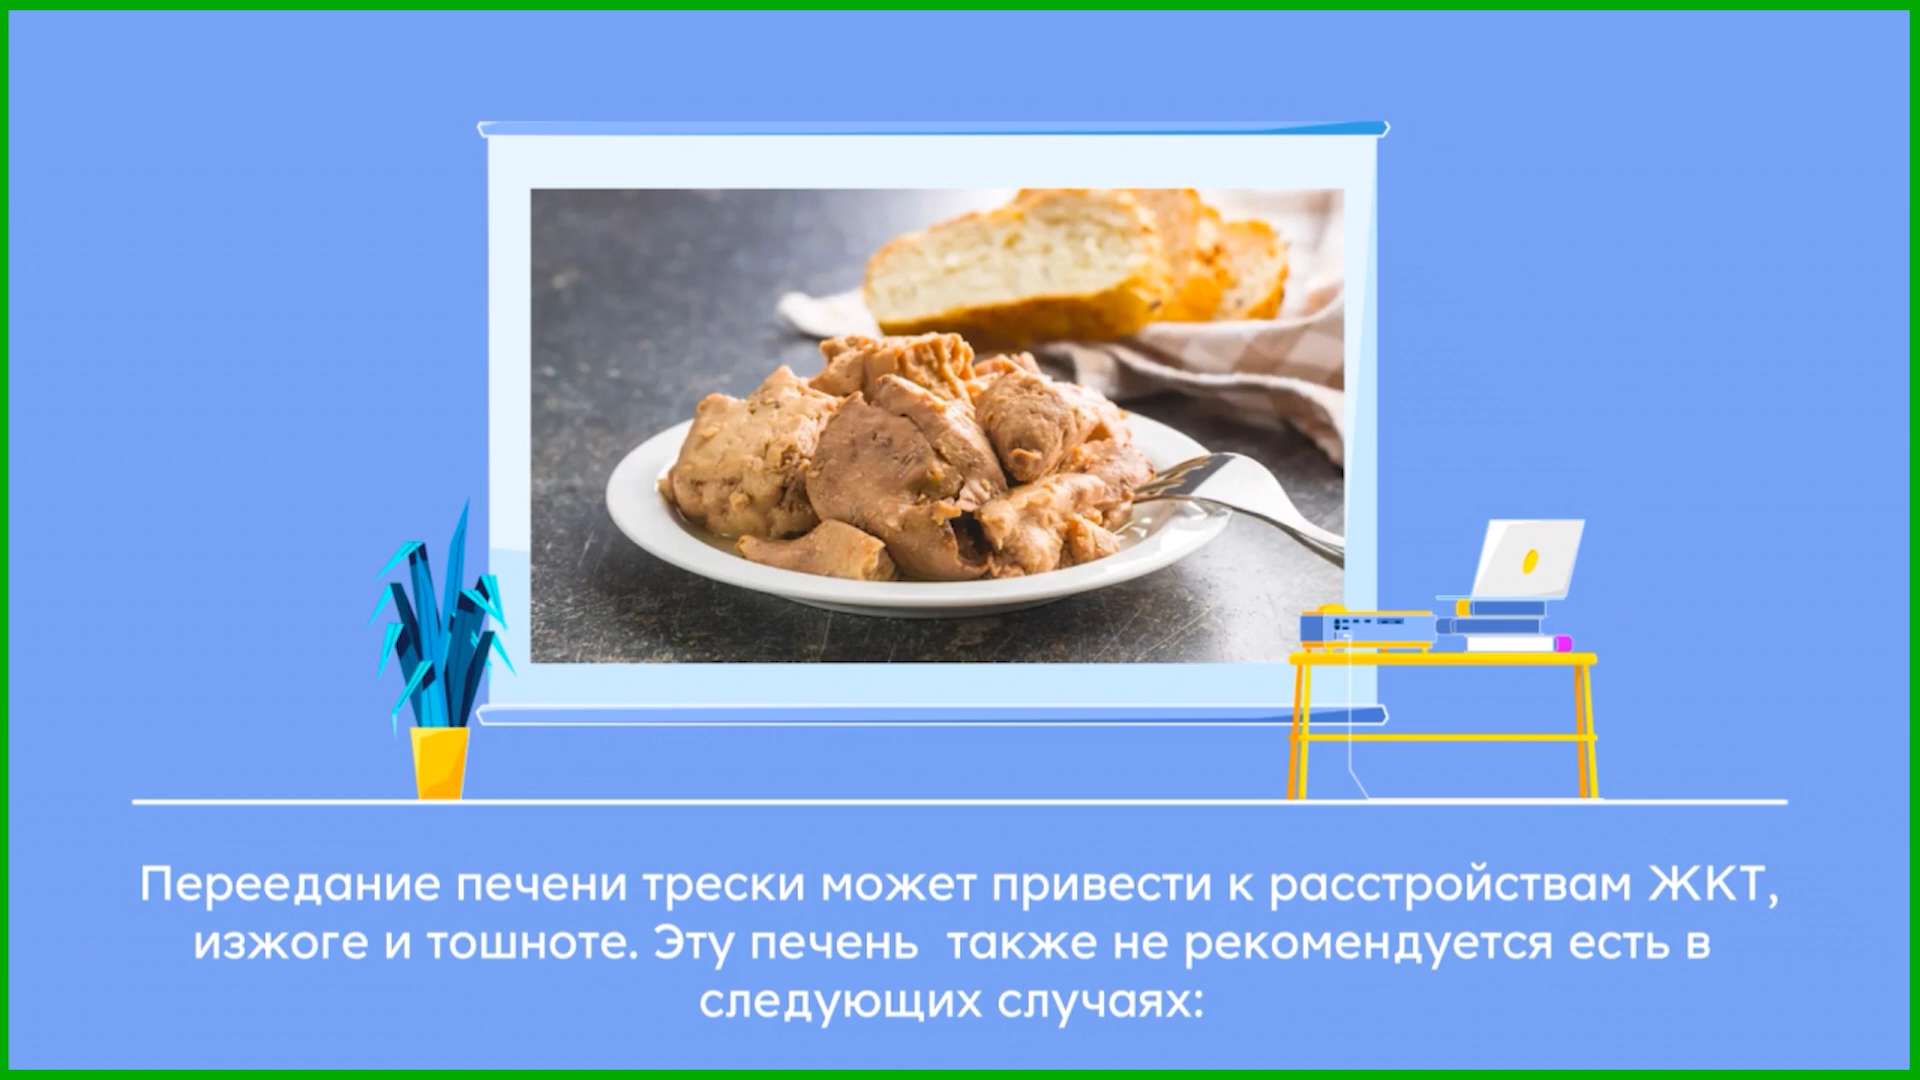 Переедание печени трески может привести к расстройствам ЖКТ,
изжоге и тошноте. Эту печень  также не рекомендуется есть в
следующих случаях: